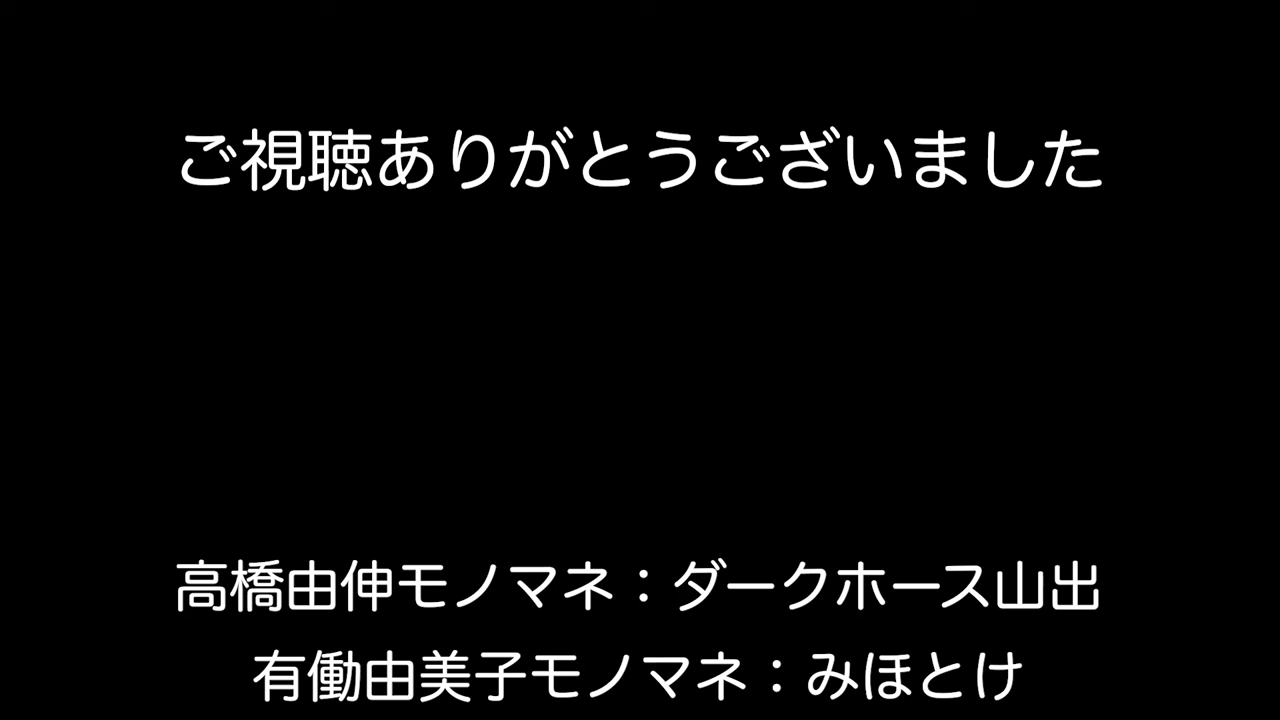 ご視聴ありがとうございました
高橋由伸モノマネ：ダークホース山出
有働由美子モノマネ：みほとけ